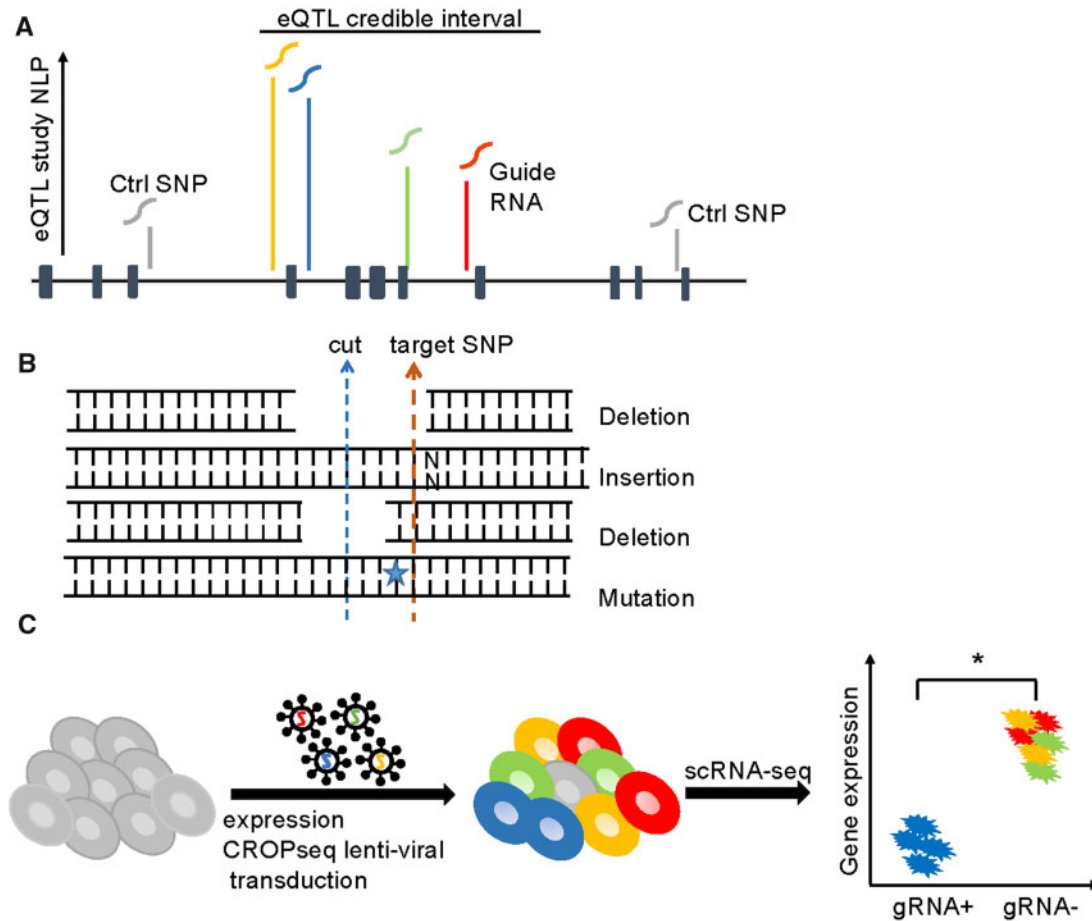 A
eQTL credible interval
eQTL study NLP
Ctrl SNP
Guide
RNA
Ctrl SNP
B
cut
target SNP
Deletion
N
Insertion
N
Deletion
Mutation
C
expression
CROPseq lenti-viral
transduction
scRNA-seq
Gene expression
*
gRNA+
gRNA-